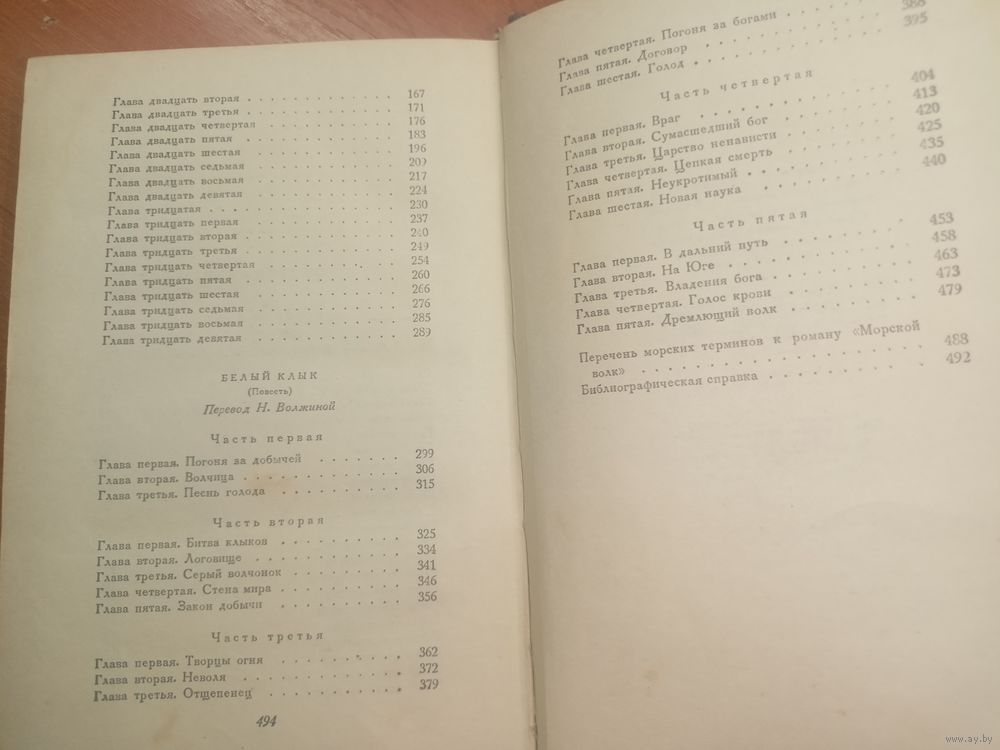 Глава двадцать вторая . . . . . . . . . . . . 167
Глава двадцать третья . . . . . . . . . . . . 171
Глава двадцать четвертая . . . . . . . . . . . 176
Глава двадцать пятая . . . . . . . . . . . . 183
Глава двадцать шестая . . . . . . . . . . . . 196
Глава двадцать седьмая . . . . . . . . . . . . 209
Глава двадцать восьмая . . . . . . . . . . . . 217
Глава двадцать девятая . . . . . . . . . . . . 224
Глава тридцатая . . . . . . . . . . . . . . 230
Глава тридцать первая . . . . . . . . . . . . 237
Глава тридцать вторая . . . . . . . . . . . . 240
Глава тридцать третья . . . . . . . . . . . . 249
Глава тридцать четвертая . . . . . . . . . . . 254
Глава тридцать пятая . . . . . . . . . . . . 260
Глава тридцать шестая . . . . . . . . . . . . 266
Глава тридцать седьмая . . . . . . . . . . . . 276
Глава тридцать восьмая . . . . . . . . . . . . 285
Глава тридцать девятая . . . . . . . . . . . . 289
БЕЛЫЙ КЛЫК
(Повесть)
Перевод Н. Волжиной
Часть первая
Глава первая. Погоня за добычей . . . . . . . 299
Глава вторая. Волчица . . . . . . . . . . . 306
Глава третья. Песнь голода . . . . . . . . . 315
Часть вторая
Глава первая. Битва клыков . . . . . . . . . 325
Глава вторая. Логовище . . . . . . . . . . 334
Глава третья. Серый волчонок . . . . . . . . 341
Глава четвертая. Стена мира . . . . . . . . . 346
Глава пятая. Закон добычи . . . . . . . . . 356
Часть третья
Глава первая. Творцы огня . . . . . . . . . 362
Глава вторая. Неволя . . . . . . . . . . . 372
Глава третья. Отщепенец . . . . . . . . . . 379
494
Глава четвертая. Погоня за богами . . . . . . 388
Глава пятая. Договор . . . . . . . . . . . 395
Глава шестая. Голод . . . . . . . . . . .
Часть четвертая
Глава первая. Враг . . . . . . . . . . . . 404
Глава вторая. Сумасшедший бог . . . . . . . 413
Глава третья. Царство ненависти . . . . . . . 420
Глава четвертая. Цепкая смерть . . . . . . . 425
Глава пятая. Неукротимый . . . . . . . . . 435
Глава шестая. Новая наука . . . . . . . . . 440
Часть пятая
Глава первая. В дальний путь . . . . . . . . 453
Глава вторая. На Юге . . . . . . . . . . . 458
Глава третья. Владения бога . . . . . . . . . 463
Глава четвертая. Голос крови . . . . . . . . 473
Глава пятая. Дремлющий волк . . . . . . . . 479
Перечень морских терминов к роману «Морской
волк» . . . . . . . . . . . . . . . . . 488
Библиографическая справка . . . . . . . . . 492
www.ay.by